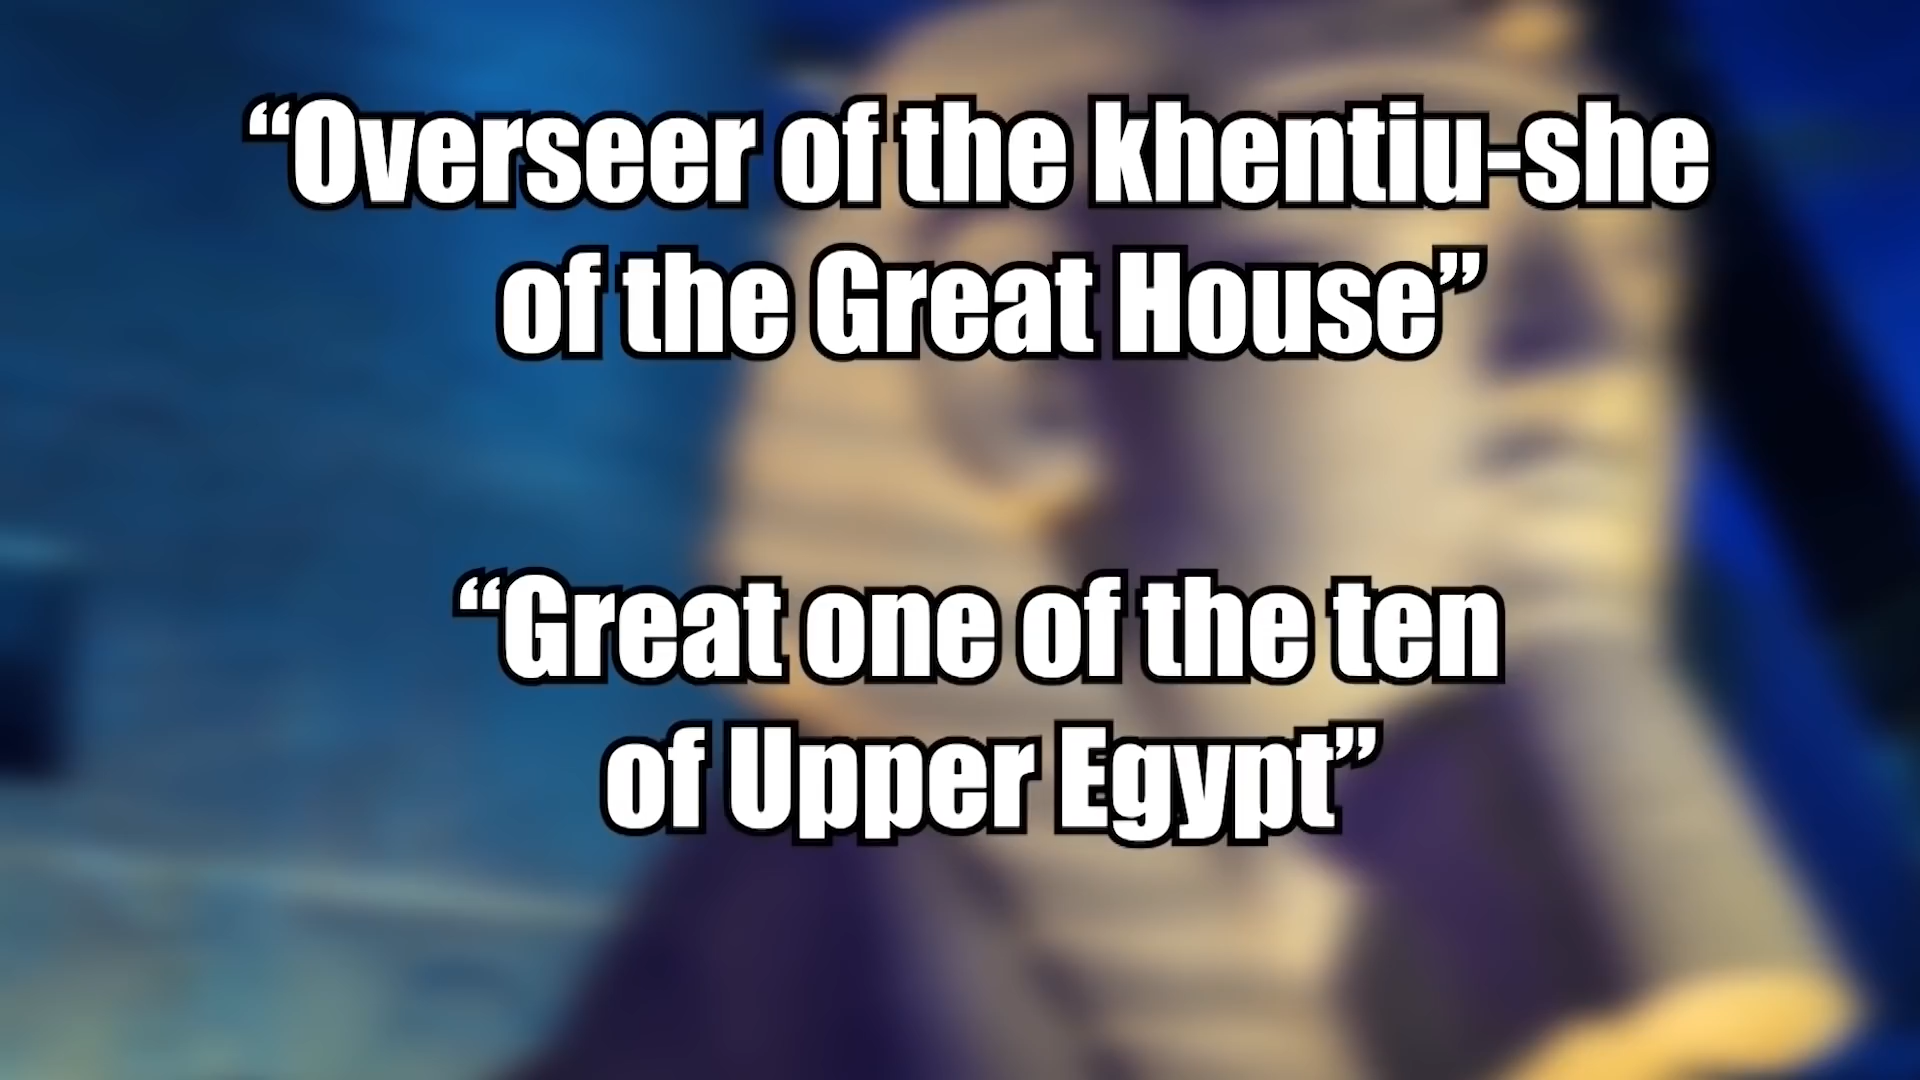 “Overseer of the khentiu-she
of the Great House”
“Great one of the ten
of Upper Egypt”